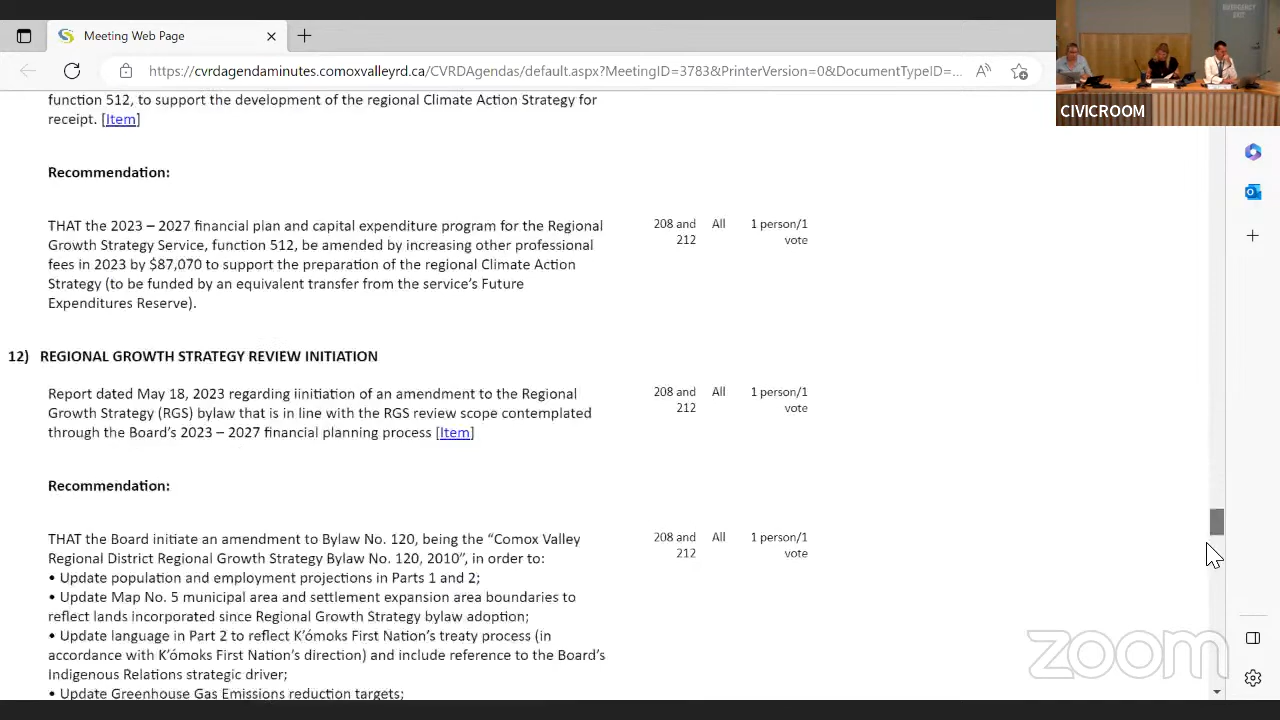 Meeting Web Page
https://cvrdagendaminutes.comoxvalleyrd.ca/CVRDAgendas/default.aspx?MeetingID=3783&PrinterVersion=0&DocumentTypeID=...
EMERGENCY
EXIT
CIVICROOM
function 512, to support the development of the regional Climate Action Strategy for
receipt. [Item]
Recommendation:
THAT the 2023 – 2027 financial plan and capital expenditure program for the Regional
Growth Strategy Service, function 512, be amended by increasing other professional
fees in 2023 by $87,070 to support the preparation of the regional Climate Action
Strategy (to be funded by an equivalent transfer from the service's Future
Expenditures Reserve).
208 and All 1 person/1
212 vote
12) REGIONAL GROWTH STRATEGY REVIEW INITIATION
Report dated May 18, 2023 regarding iinitiation of an amendment to the Regional
Growth Strategy (RGS) bylaw that is in line with the RGS review scope contemplated
through the Board's 2023 – 2027 financial planning process [Item]
208 and All 1 person/1
212 vote
Recommendation:
THAT the Board initiate an amendment to Bylaw No. 120, being the "Comox Valley
Regional District Regional Growth Strategy Bylaw No. 120, 2010", in order to:
• Update population and employment projections in Parts 1 and 2;
• Update Map No. 5 municipal area and settlement expansion area boundaries to
reflect lands incorporated since Regional Growth Strategy bylaw adoption;
• Update language in Part 2 to reflect K'ómoks First Nation's treaty process (in
accordance with K'ómoks First Nation's direction) and include reference to the Board's
Indigenous Relations strategic driver;
• Update Greenhouse Gas Emissions reduction targets;
208 and All 1 person/1
212 vote
zoom